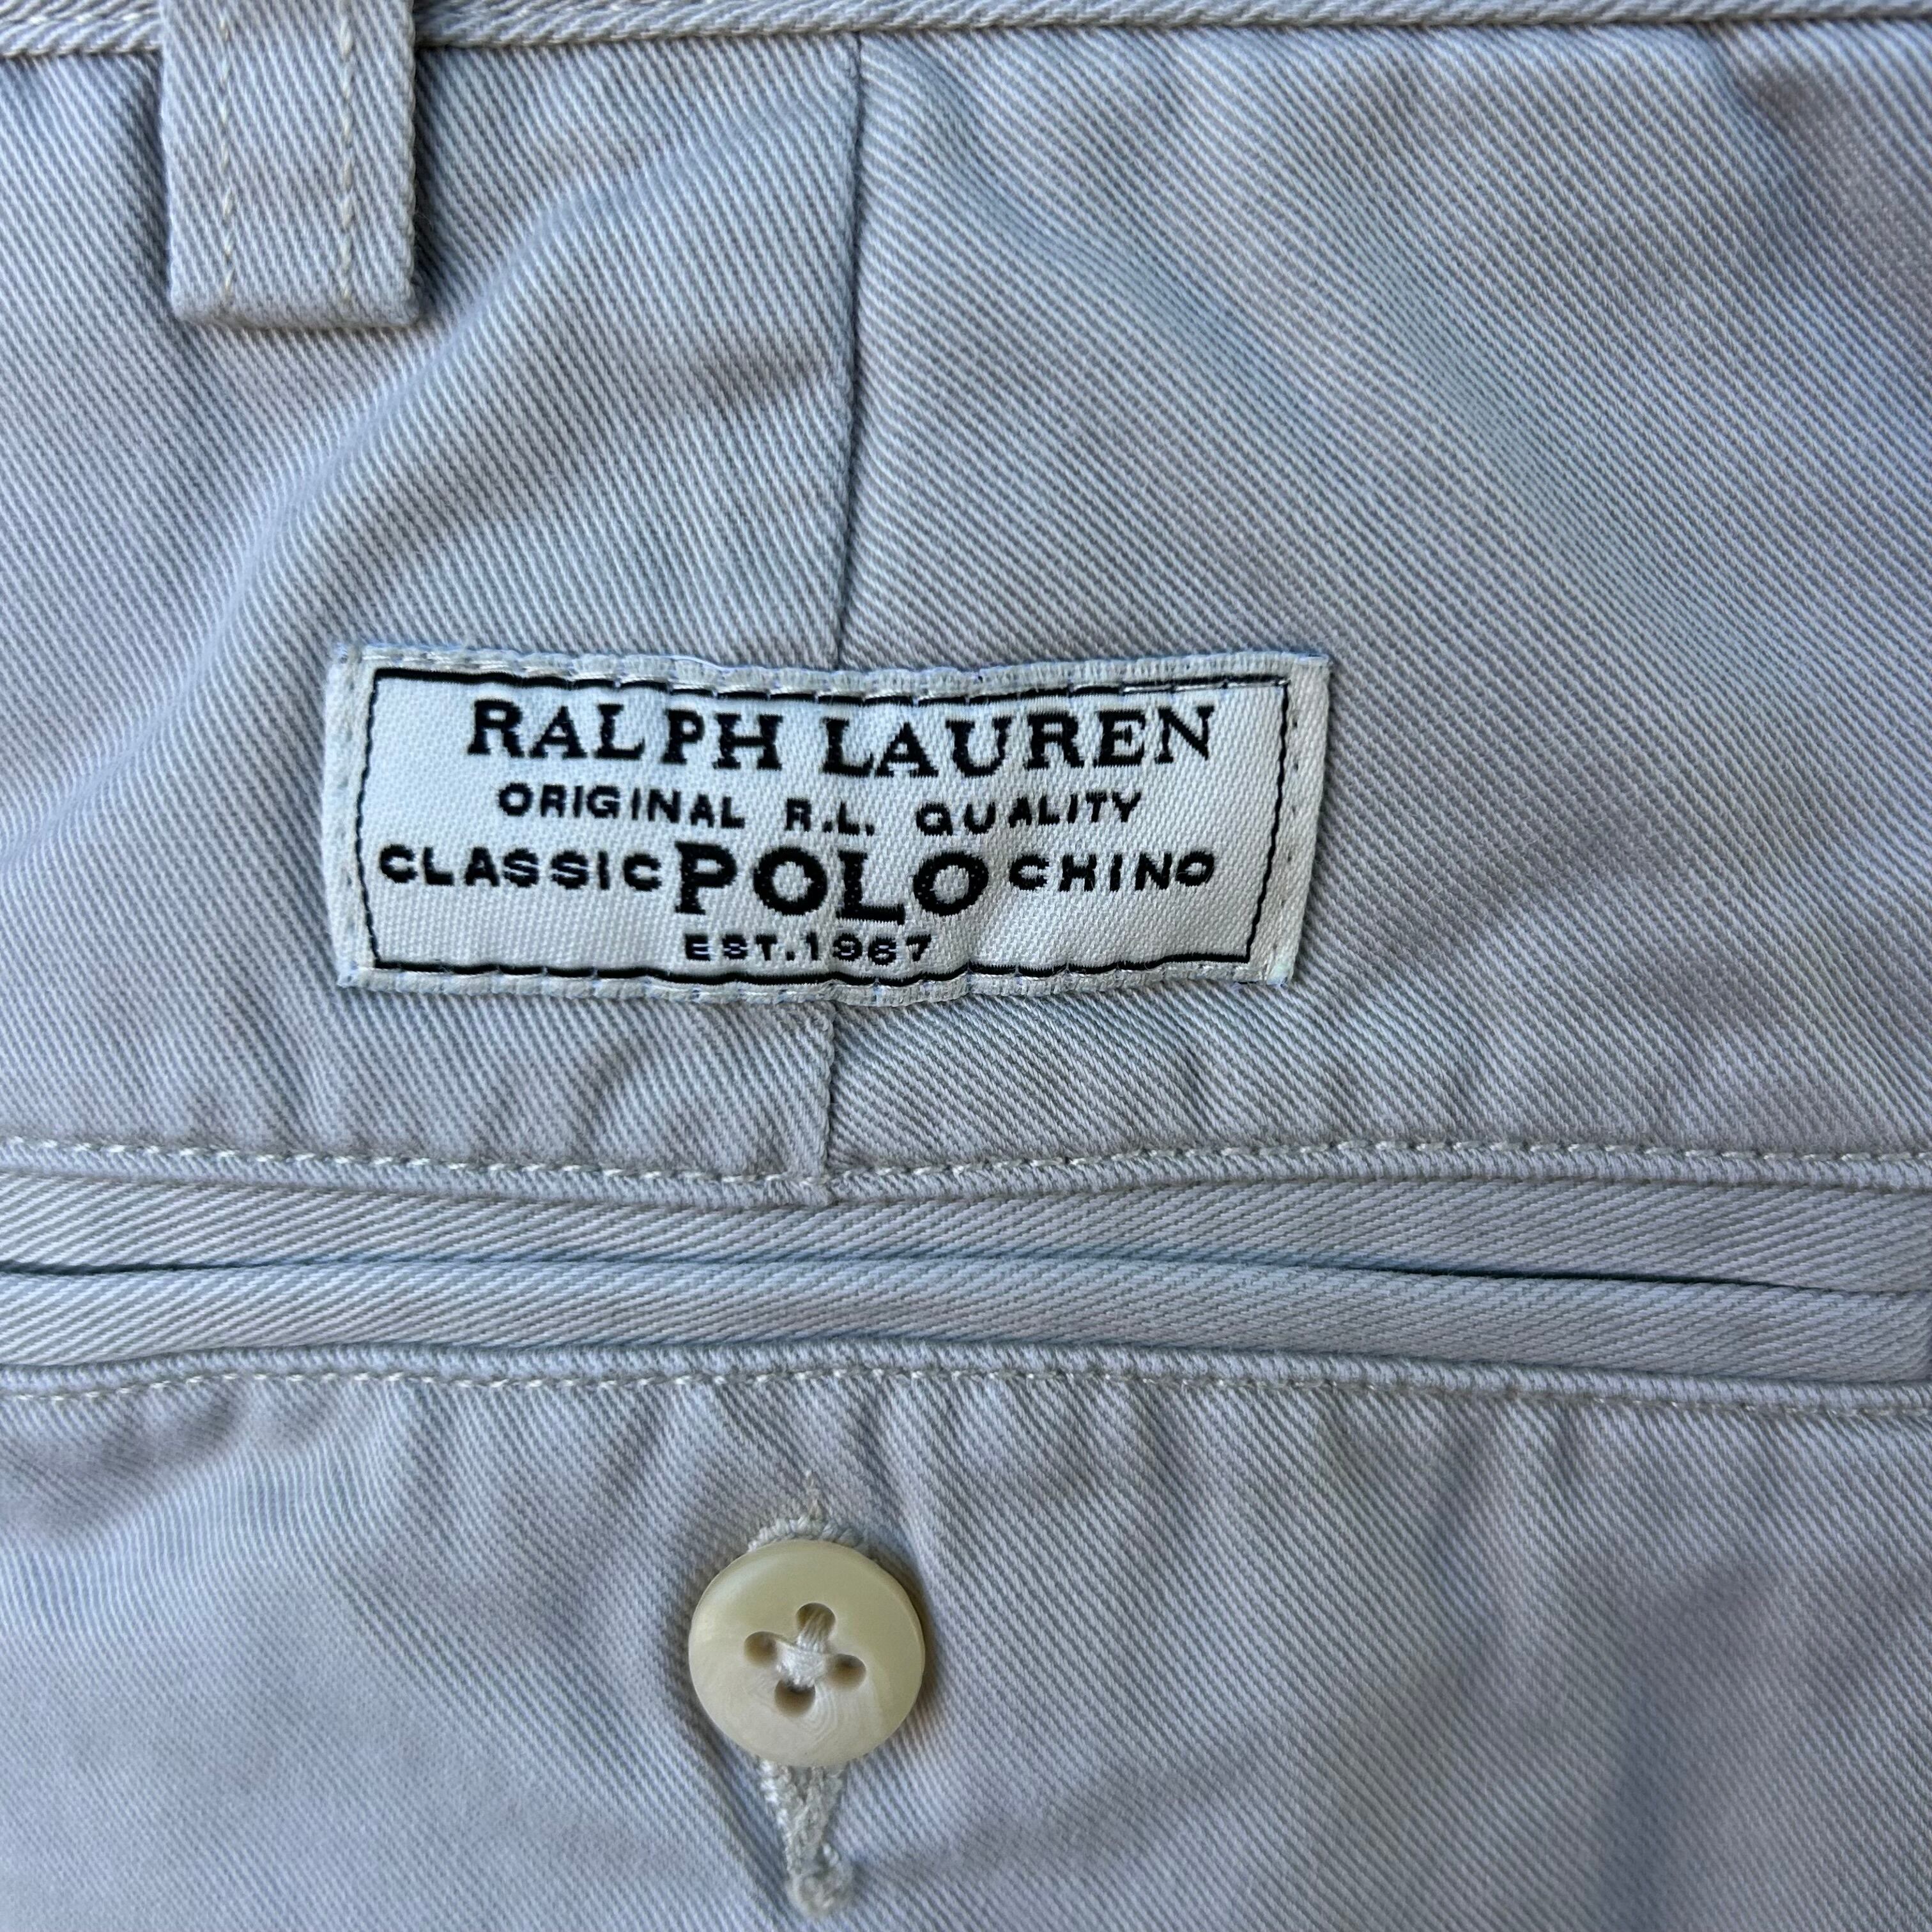 RALPH LAUREN
ORIGINAL R.L. QUALITY
CLASSIC POLO CHINO
EST.1967